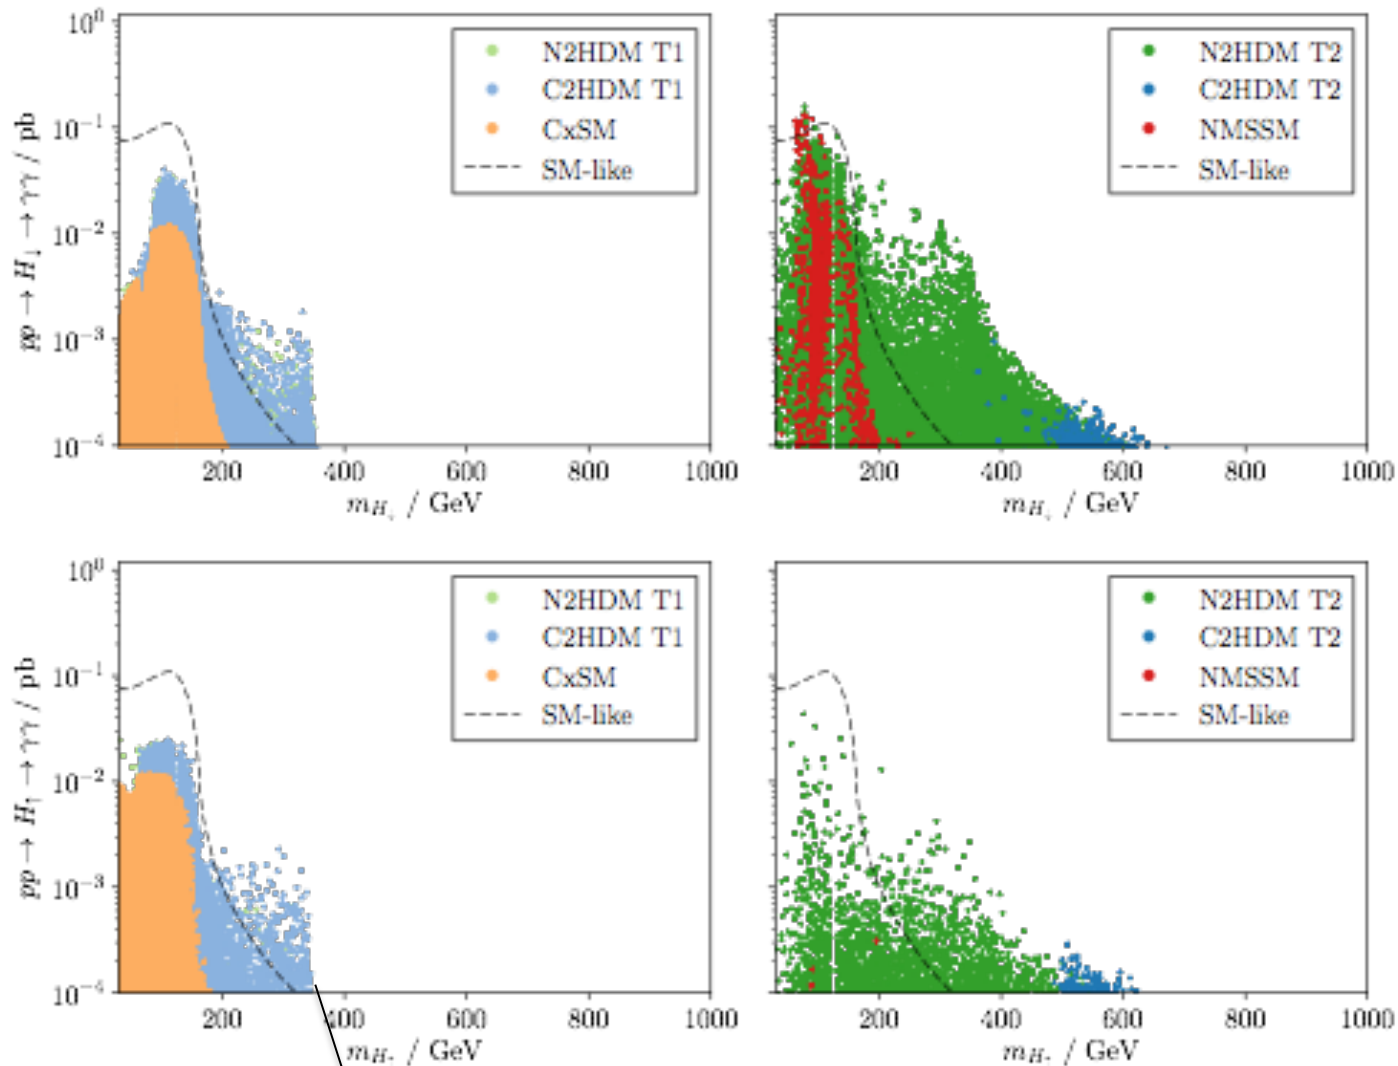 10⁰
10⁻¹
10⁻²
10⁻³
10⁻⁴
pp → H↓ → γγ / pb
N2HDM T1
C2HDM T1
CxSM
SM-like
200 400 600 800 1000
m_H↓ / GeV
N2HDM T2
C2HDM T2
NMSSM
SM-like
200 400 600 800 1000
m_H↓ / GeV
10⁰
10⁻¹
10⁻²
10⁻³
10⁻⁴
pp → H↑ → γγ / pb
N2HDM T1
C2HDM T1
CxSM
SM-like
200 400 600 800 1000
m_H↑ / GeV
N2HDM T2
C2HDM T2
NMSSM
SM-like
200 400 600 800 1000
m_H↑ / GeV